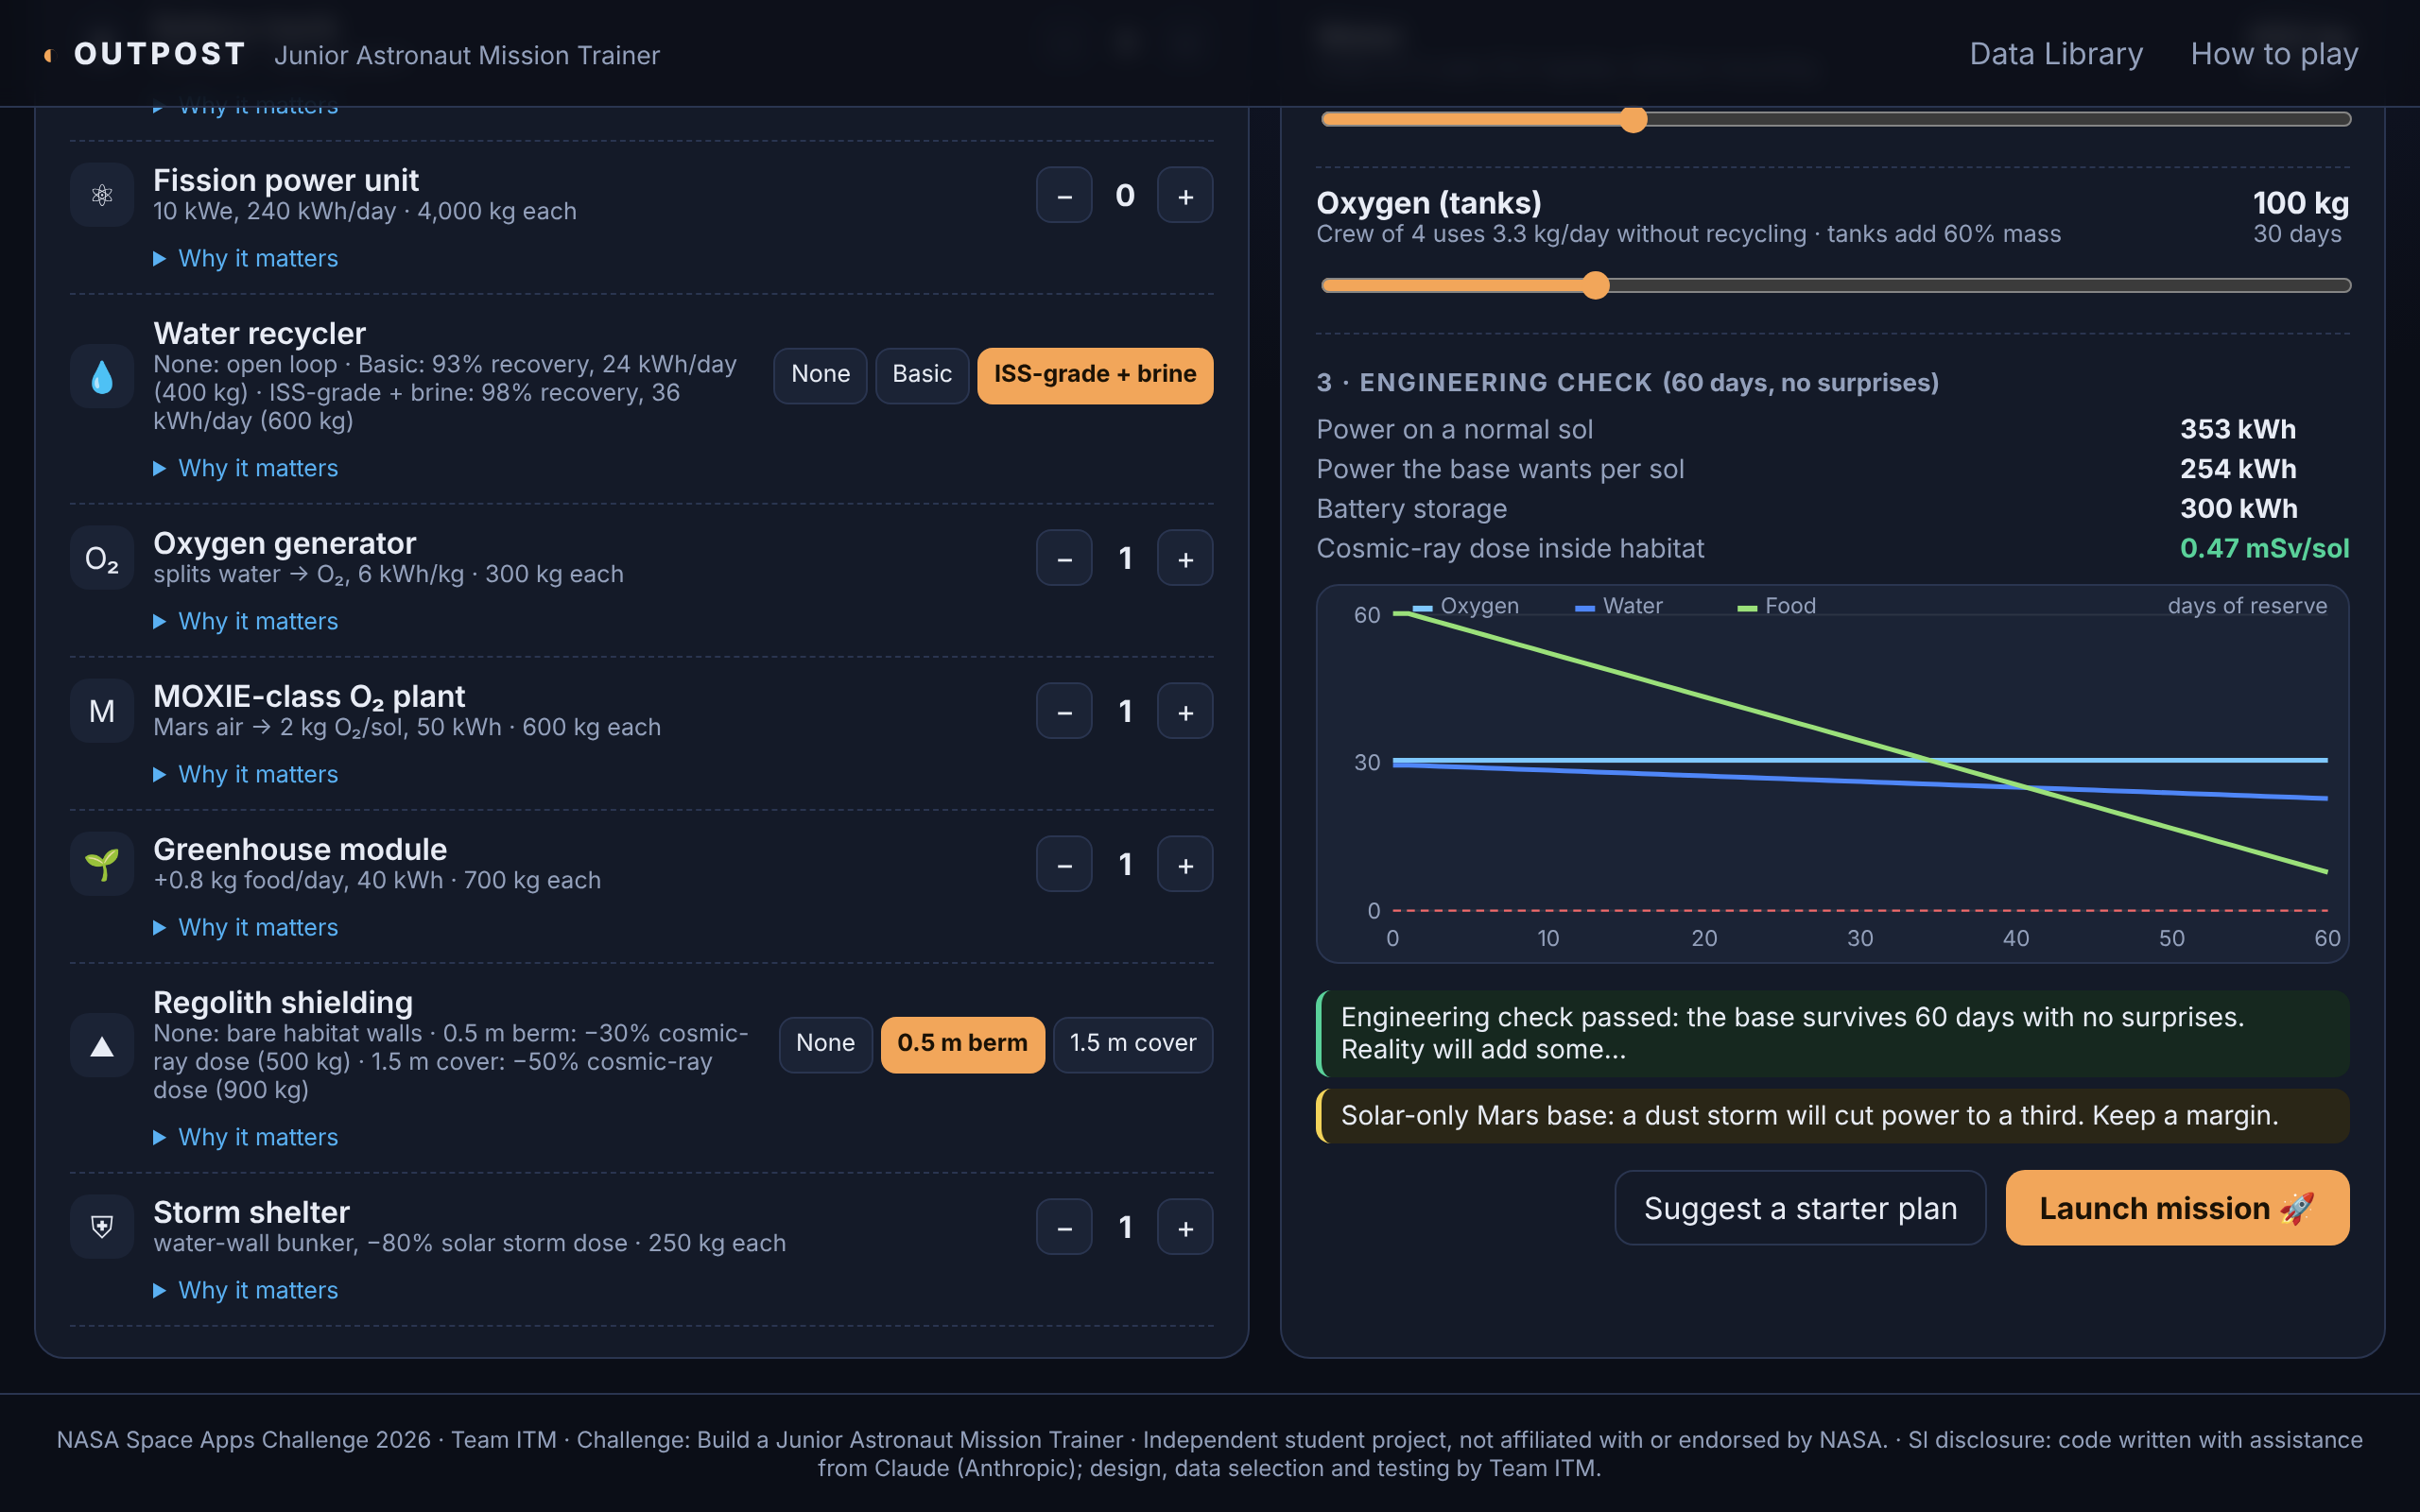 OUTPOST Junior Astronaut Mission Trainer
Data Library How to play
Why it matters
Fission power unit
10 kWe, 240 kWh/day · 4,000 kg each
− 0 +
Why it matters
Water recycler
None: open loop · Basic: 93% recovery, 24 kWh/day
(400 kg) · ISS-grade + brine: 98% recovery, 36
kWh/day (600 kg)
None Basic ISS-grade + brine
Why it matters
O₂
Oxygen generator
splits water → O₂, 6 kWh/kg · 300 kg each
− 1 +
Why it matters
M
MOXIE-class O₂ plant
Mars air → 2 kg O₂/sol, 50 kWh · 600 kg each
− 1 +
Why it matters
Greenhouse module
+0.8 kg food/day, 40 kWh · 700 kg each
− 1 +
Why it matters
Regolith shielding
None: bare habitat walls · 0.5 m berm: −30% cosmic-
ray dose (500 kg) · 1.5 m cover: −50% cosmic-ray
dose (900 kg)
None 0.5 m berm 1.5 m cover
Why it matters
Storm shelter
water-wall bunker, −80% solar storm dose · 250 kg each
− 1 +
Why it matters
Oxygen (tanks) 100 kg
Crew of 4 uses 3.3 kg/day without recycling · tanks add 60% mass 30 days
3 · ENGINEERING CHECK (60 days, no surprises)
Power on a normal sol 353 kWh
Power the base wants per sol 254 kWh
Battery storage 300 kWh
Cosmic-ray dose inside habitat 0.47 mSv/sol
Oxygen Water Food days of reserve
60
30
0
0 10 20 30 40 50 60
Engineering check passed: the base survives 60 days with no surprises.
Reality will add some…
Solar-only Mars base: a dust storm will cut power to a third. Keep a margin.
Suggest a starter plan Launch mission 🚀
NASA Space Apps Challenge 2026 · Team ITM · Challenge: Build a Junior Astronaut Mission Trainer · Independent student project, not affiliated with or endorsed by NASA. · SI disclosure: code written with assistance
from Claude (Anthropic); design, data selection and testing by Team ITM.